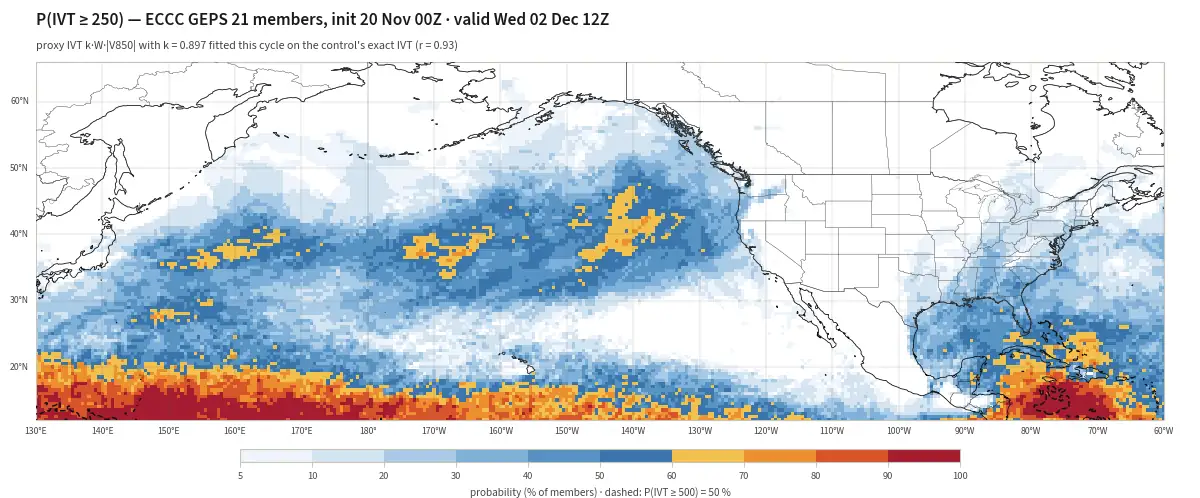 P(IVT ≥ 250) — ECCC GEPS 21 members, init 20 Nov 00Z · valid Wed 02 Dec 12Z
proxy IVT k·W·|V850| with k = 0.897 fitted this cycle on the control's exact IVT (r = 0.93)
60°N
50°N
40°N
30°N
20°N
130°E 140°E 150°E 160°E 170°E 180° 170°W 160°W 150°W 140°W 130°W 120°W 110°W 100°W 90°W 80°W 70°W 60°W
5 10 20 30 40 50 60 70 80 90 100
probability (% of members) · dashed: P(IVT ≥ 500) = 50 %